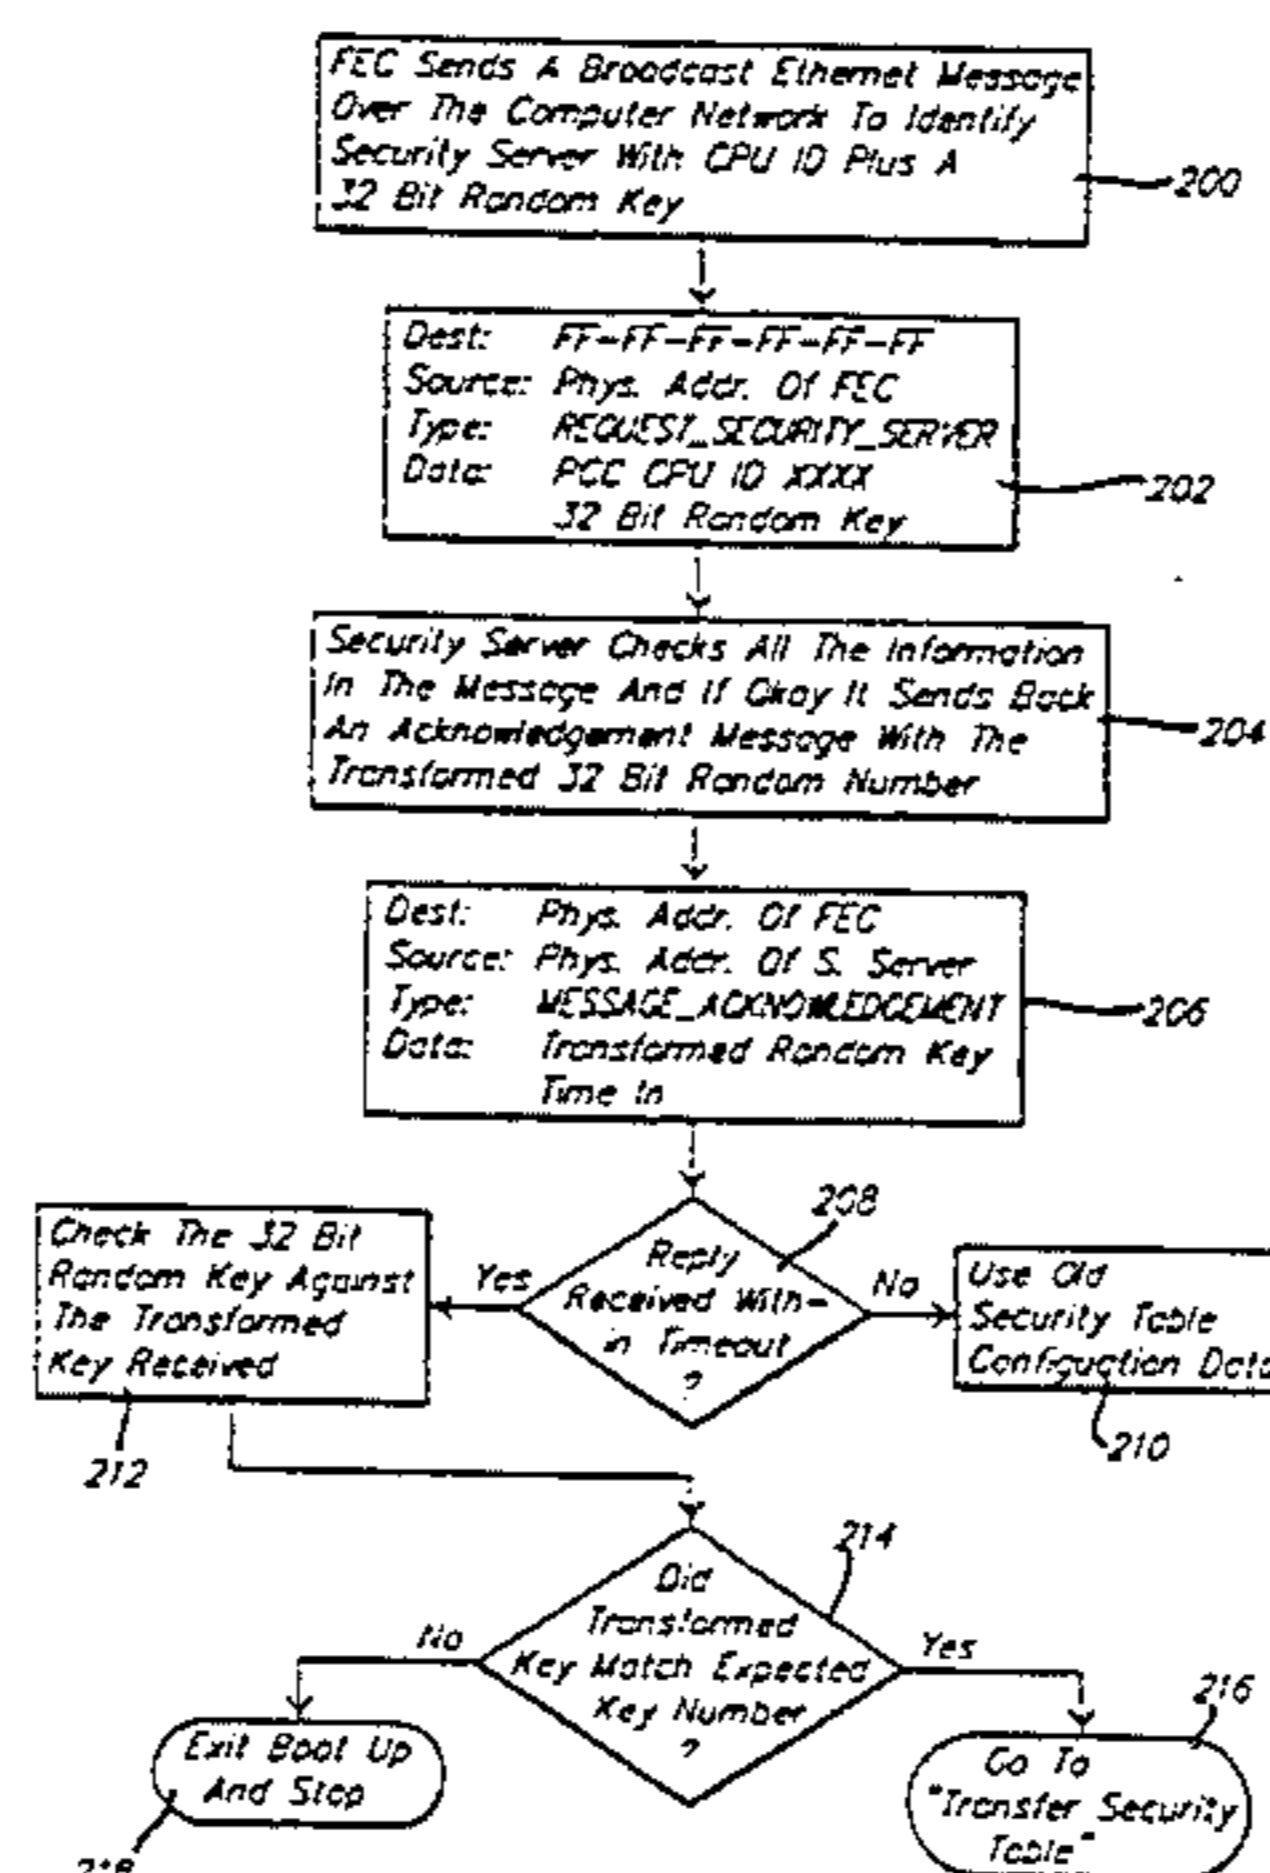 FEC Sends A Broadcast Ethernet Message
Over The Computer Network To Identify
Security Server With CPU ID Plus A
32 Bit Random Key
200
Dest: FF-FF-FF-FF-FF-FF
Source: Phys. Addr. Of FEC
Type: REQUEST_SECURITY_SERVER
Data: PCC CPU ID XXXX
32 Bit Random Key
202
Security Server Checks All The Information
In The Message And If Okay It Sends Back
An Acknowledgement Message With The
Transformed 32 Bit Random Number
204
Dest: Phys. Addr. Of FEC
Source: Phys. Addr. Of S. Server
Type: MESSAGE_ACKNOWLEDGEMENT
Data: Transformed Random Key
Time In
206
208
Reply
Received With-
in Timeout
?
Yes
No
Check The 32 Bit
Random Key Against
The Transformed
Key Received
212
Use Old
Security Table
Configuation Data
210
214
Did
Transformed
Key Match Expected
Key Number
?
No
Yes
Exit Boot Up
And Stop
218
216
Go To
"Transfer Security
Table"